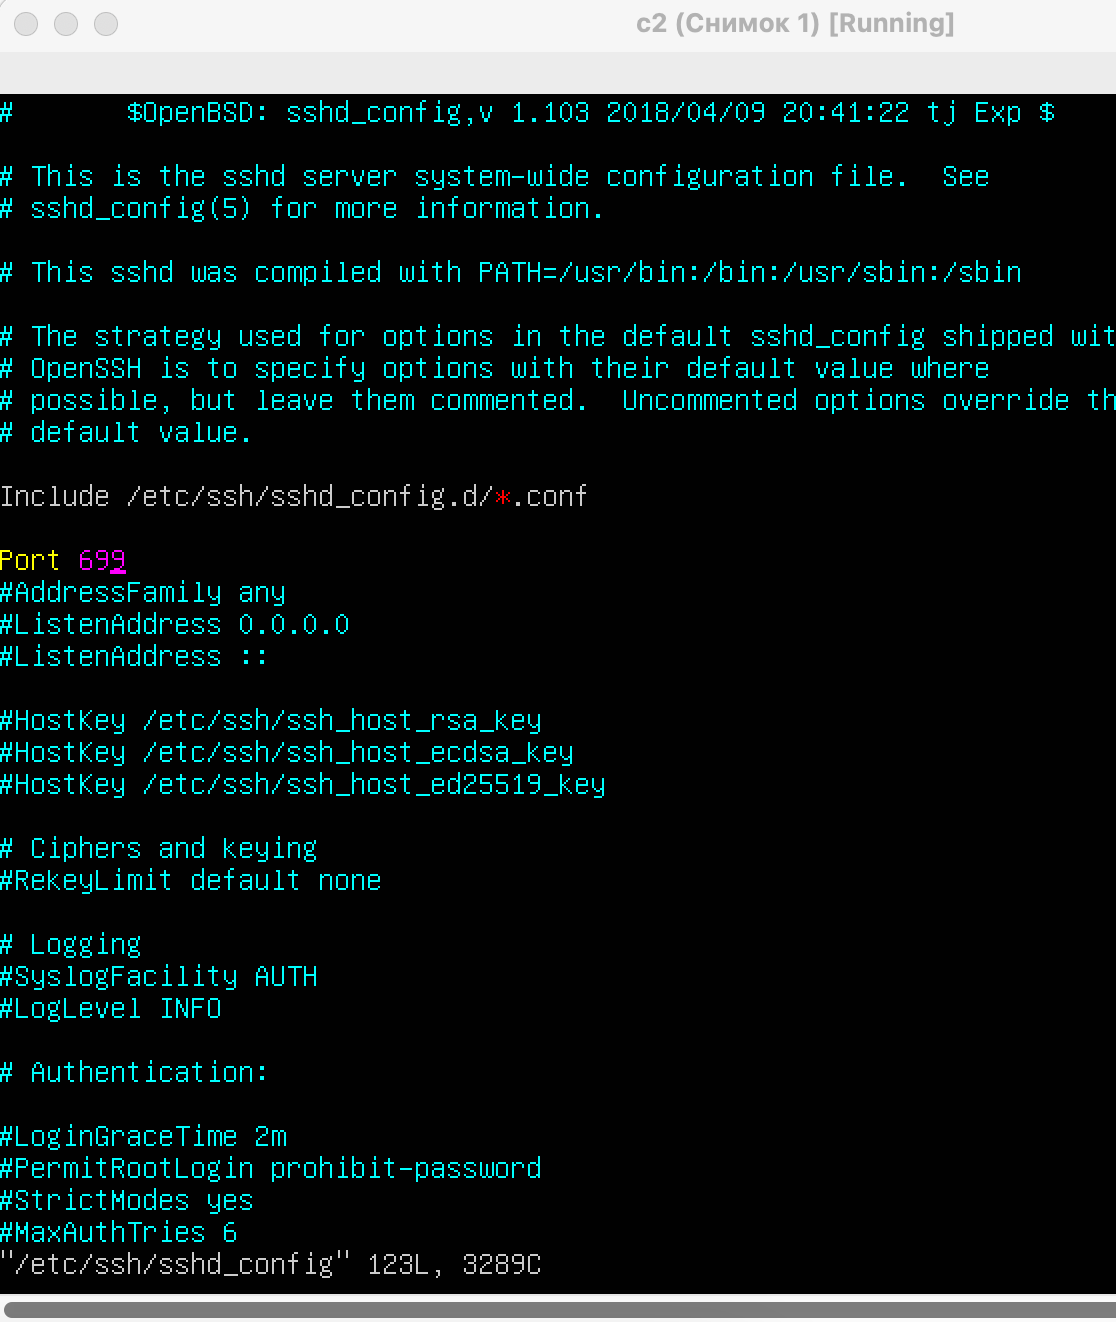 c2 (Снимок 1) [Running]
# $OpenBSD: sshd_config,v 1.103 2018/04/09 20:41:22 tj Exp $
# This is the sshd server system-wide configuration file. See
# sshd_config(5) for more information.
# This sshd was compiled with PATH=/usr/bin:/bin:/usr/sbin:/sbin
# The strategy used for options in the default sshd_config shipped wit
# OpenSSH is to specify options with their default value where
# possible, but leave them commented. Uncommented options override th
# default value.
Include /etc/ssh/sshd_config.d/*.conf
Port 699
#AddressFamily any
#ListenAddress 0.0.0.0
#ListenAddress ::
#HostKey /etc/ssh/ssh_host_rsa_key
#HostKey /etc/ssh/ssh_host_ecdsa_key
#HostKey /etc/ssh/ssh_host_ed25519_key
# Ciphers and keying
#RekeyLimit default none
# Logging
#SyslogFacility AUTH
#LogLevel INFO
# Authentication:
#LoginGraceTime 2m
#PermitRootLogin prohibit-password
#StrictModes yes
#MaxAuthTries 6
"/etc/ssh/sshd_config" 123L, 3289C